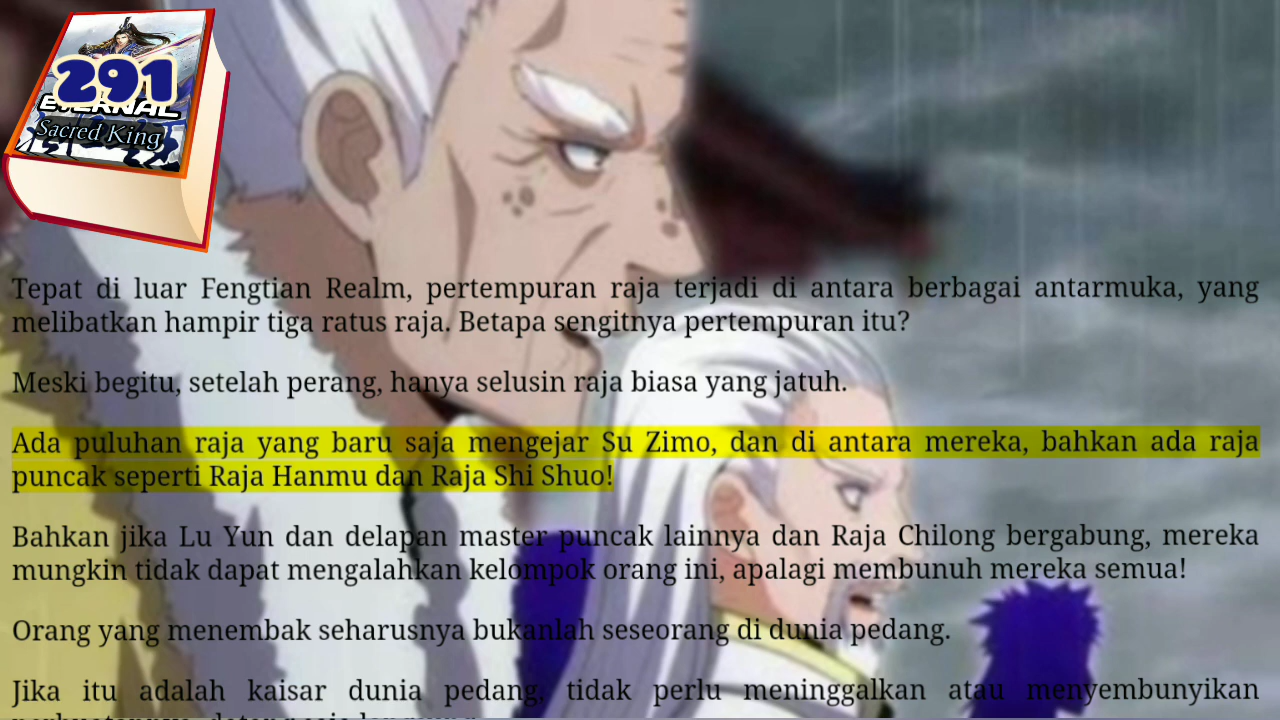 291
ETERNAL
Sacred King
Tepat di luar Fengtian Realm, pertempuran raja terjadi di antara berbagai antarmuka, yang
melibatkan hampir tiga ratus raja. Betapa sengitnya pertempuran itu?
Meski begitu, setelah perang, hanya selusin raja biasa yang jatuh.
Ada puluhan raja yang baru saja mengejar Su Zimo, dan di antara mereka, bahkan ada raja
puncak seperti Raja Hanmu dan Raja Shi Shuo!
Bahkan jika Lu Yun dan delapan master puncak lainnya dan Raja Chilong bergabung, mereka
mungkin tidak dapat mengalahkan kelompok orang ini, apalagi membunuh mereka semua!
Orang yang menembak seharusnya bukanlah seseorang di dunia pedang.
Jika itu adalah kaisar dunia pedang, tidak perlu meninggalkan atau menyembunyikan